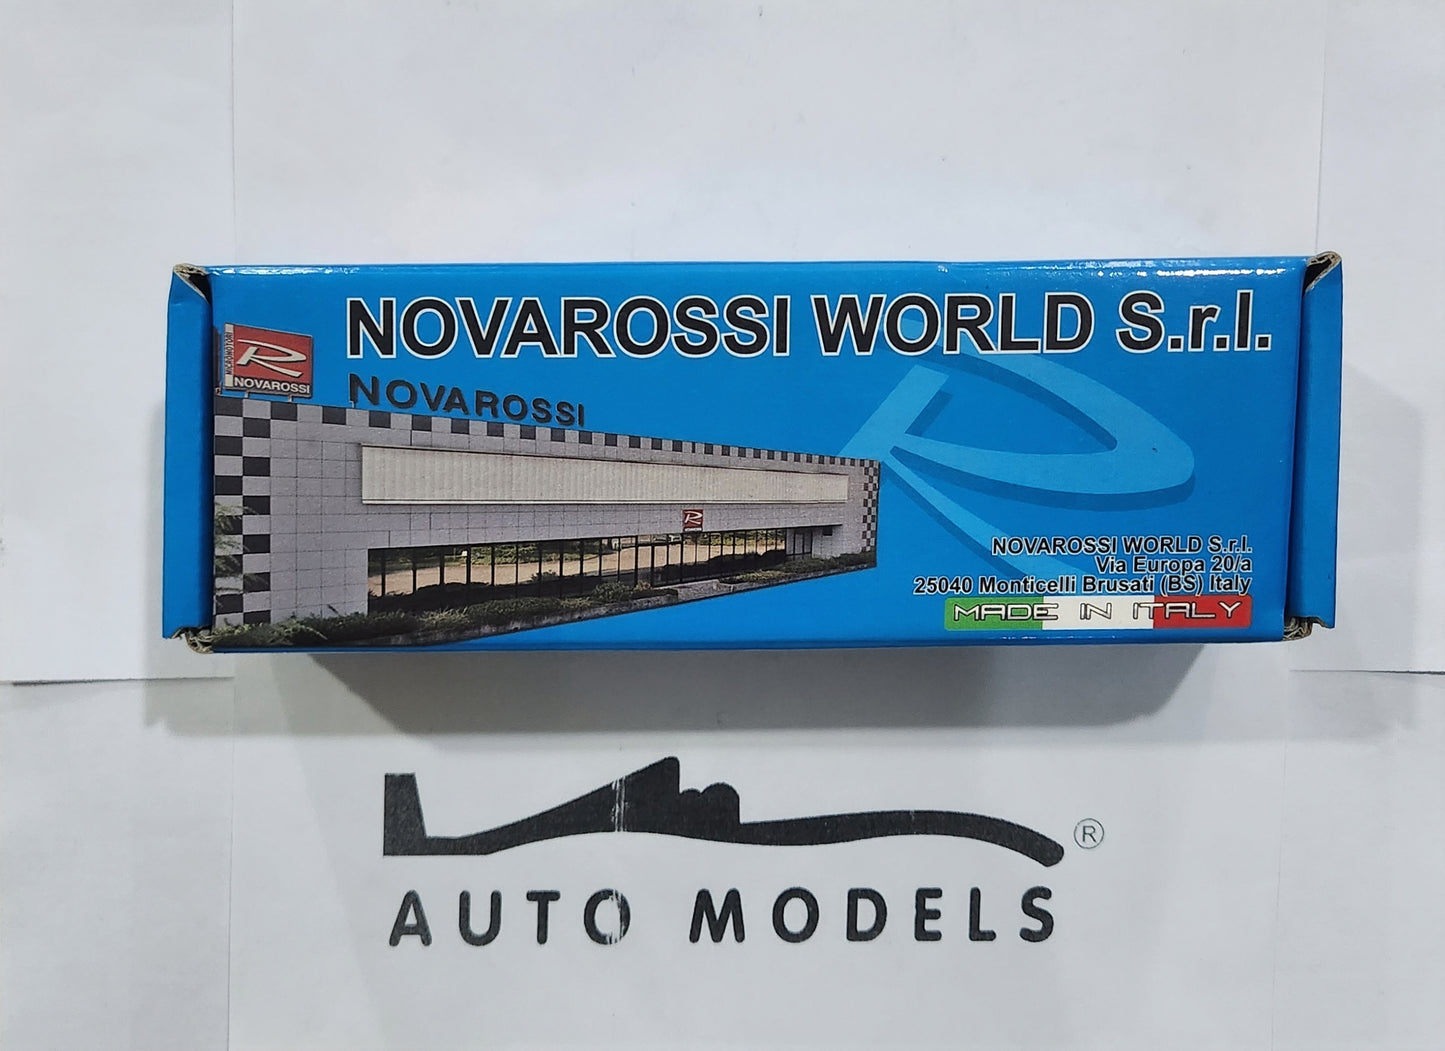 NOVAROSSI WORLD S.r.l.
MICROMOTORI
R
NOVAROSSI
NOVAROSSI
R
NOVAROSSI WORLD S.r.l.
Via Europa 20/a
25040 Monticelli Brusati (BS) Italy
MADE IN ITALY
®
AUTO MODELS